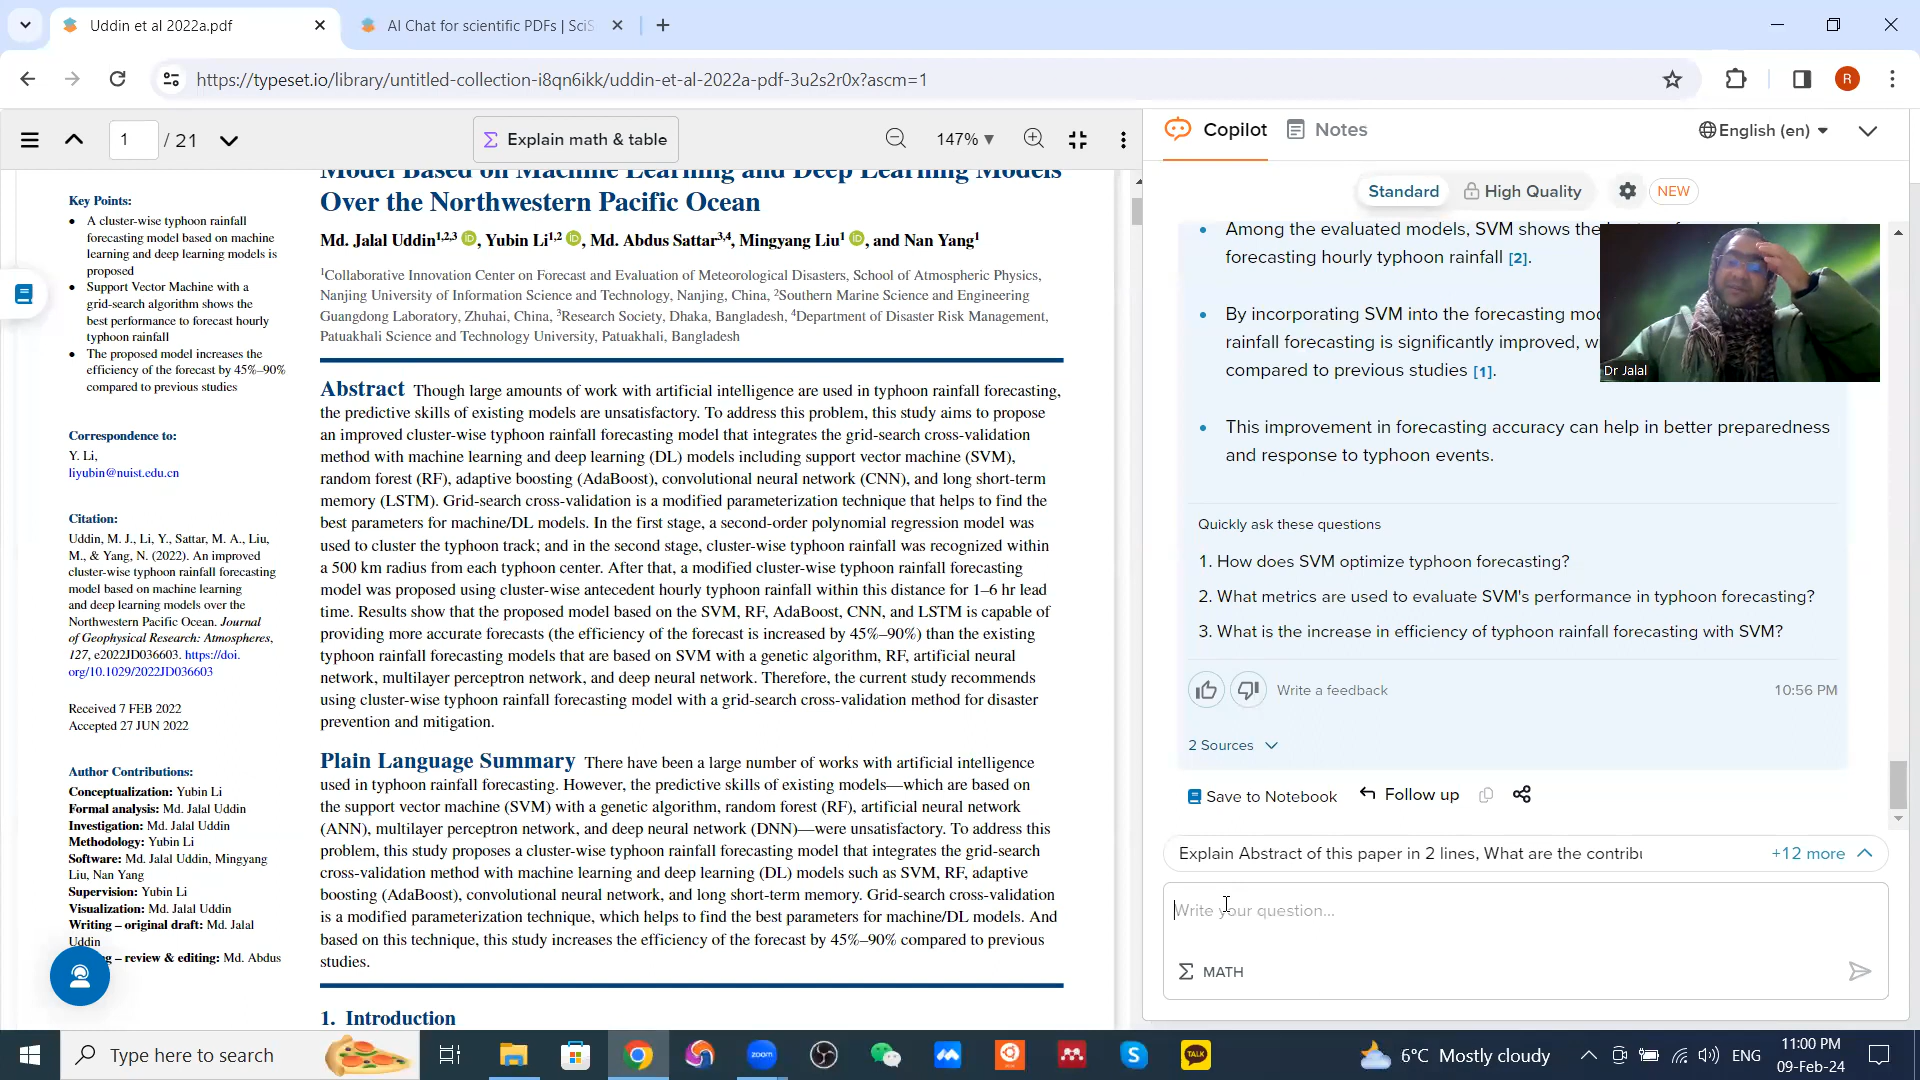 Uddin et al 2022a.pdf
AI Chat for scientific PDFs | SciS
https://typeset.io/library/untitled-collection-i8qn6ikk/uddin-et-al-2022a-pdf-3u2s2r0x?ascm=1
R
1 / 21
Explain math & table
147%
Model Based on Machine Learning and Deep Learning Models
Over the Northwestern Pacific Ocean
Md. Jalal Uddin1,2,3, Yubin Li1,2, Md. Abdus Sattar3,4, Mingyang Liu1, and Nan Yang1
1Collaborative Innovation Center on Forecast and Evaluation of Meteorological Disasters, School of Atmospheric Physics,
Nanjing University of Information Science and Technology, Nanjing, China, 2Southern Marine Science and Engineering
Guangdong Laboratory, Zhuhai, China, 3Research Society, Dhaka, Bangladesh, 4Department of Disaster Risk Management,
Patuakhali Science and Technology University, Patuakhali, Bangladesh
Key Points:
• A cluster-wise typhoon rainfall
forecasting model based on machine
learning and deep learning models is
proposed
• Support Vector Machine with a
grid-search algorithm shows the
best performance to forecast hourly
typhoon rainfall
• The proposed model increases the
efficiency of the forecast by 45%–90%
compared to previous studies
Correspondence to:
Y. Li,
liyubin@nuist.edu.cn
Citation:
Uddin, M. J., Li, Y., Sattar, M. A., Liu,
M., & Yang, N. (2022). An improved
cluster-wise typhoon rainfall forecasting
model based on machine learning
and deep learning models over the
Northwestern Pacific Ocean. Journal
of Geophysical Research: Atmospheres,
127, e2022JD036603. https://doi.
org/10.1029/2022JD036603
Received 7 FEB 2022
Accepted 27 JUN 2022
Author Contributions:
Conceptualization: Yubin Li
Formal analysis: Md. Jalal Uddin
Investigation: Md. Jalal Uddin
Methodology: Yubin Li
Software: Md. Jalal Uddin, Mingyang
Liu, Nan Yang
Supervision: Yubin Li
Visualization: Md. Jalal Uddin
Writing – original draft: Md. Jalal
Uddin
g – review & editing: Md. Abdus
Abstract Though large amounts of work with artificial intelligence are used in typhoon rainfall forecasting,
the predictive skills of existing models are unsatisfactory. To address this problem, this study aims to propose
an improved cluster-wise typhoon rainfall forecasting model that integrates the grid-search cross-validation
method with machine learning and deep learning (DL) models including support vector machine (SVM),
random forest (RF), adaptive boosting (AdaBoost), convolutional neural network (CNN), and long short-term
memory (LSTM). Grid-search cross-validation is a modified parameterization technique that helps to find the
best parameters for machine/DL models. In the first stage, a second-order polynomial regression model was
used to cluster the typhoon track; and in the second stage, cluster-wise typhoon rainfall was recognized within
a 500 km radius from each typhoon center. After that, a modified cluster-wise typhoon rainfall forecasting
model was proposed using cluster-wise antecedent hourly typhoon rainfall within this distance for 1–6 hr lead
time. Results show that the proposed model based on the SVM, RF, AdaBoost, CNN, and LSTM is capable of
providing more accurate forecasts (the efficiency of the forecast is increased by 45%–90%) than the existing
typhoon rainfall forecasting models that are based on SVM with a genetic algorithm, RF, artificial neural
network, multilayer perceptron network, and deep neural network. Therefore, the current study recommends
using cluster-wise typhoon rainfall forecasting model with a grid-search cross-validation method for disaster
prevention and mitigation.
Plain Language Summary There have been a large number of works with artificial intelligence
used in typhoon rainfall forecasting. However, the predictive skills of existing models—which are based on
the support vector machine (SVM) with a genetic algorithm, random forest (RF), artificial neural network
(ANN), multilayer perceptron network, and deep neural network (DNN)—were unsatisfactory. To address this
problem, this study proposes a cluster-wise typhoon rainfall forecasting model that integrates the grid-search
cross-validation method with machine learning and deep learning (DL) models such as SVM, RF, adaptive
boosting (AdaBoost), convolutional neural network, and long short-term memory. Grid-search cross-validation
is a modified parameterization technique, which helps to find the best parameters for machine/DL models. And
based on this technique, this study increases the efficiency of the forecast by 45%–90% compared to previous
studies.
1. Introduction
Copilot
Notes
English (en)
Standard
High Quality
NEW
• Among the evaluated models, SVM shows the
forecasting hourly typhoon rainfall [2].
• By incorporating SVM into the forecasting mo
rainfall forecasting is significantly improved, w
compared to previous studies [1].
• This improvement in forecasting accuracy can help in better preparedness
and response to typhoon events.
Dr Jalal
Quickly ask these questions
1. How does SVM optimize typhoon forecasting?
2. What metrics are used to evaluate SVM's performance in typhoon forecasting?
3. What is the increase in efficiency of typhoon rainfall forecasting with SVM?
Write a feedback
10:56 PM
2 Sources
Save to Notebook
Follow up
Explain Abstract of this paper in 2 lines, What are the contribu
+12 more
Write your question...
Σ MATH
Type here to search
zoom
TALK
6°C Mostly cloudy
ENG
11:00 PM
09-Feb-24